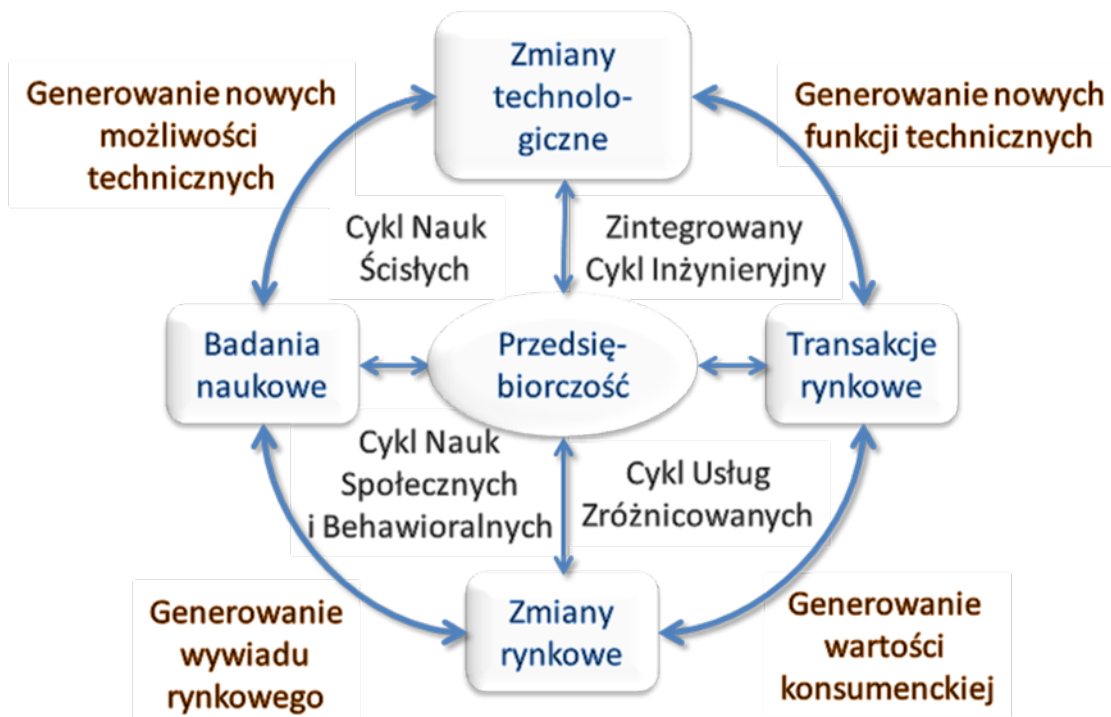 Zmiany
technolo-
giczne
Generowanie nowych
możliwości
technicznych
Generowanie nowych
funkcji technicznych
Cykl Nauk
Ścisłych
Zintegrowany
Cykl Inżynieryjny
Badania
naukowe
Przedsię-
biorczość
Transakcje
rynkowe
Cykl Nauk
Społecznych
i Behawioralnych
Cykl Usług
Zróżnicowanych
Generowanie
wywiadu
rynkowego
Zmiany
rynkowe
Generowanie
wartości
konsumenckiej